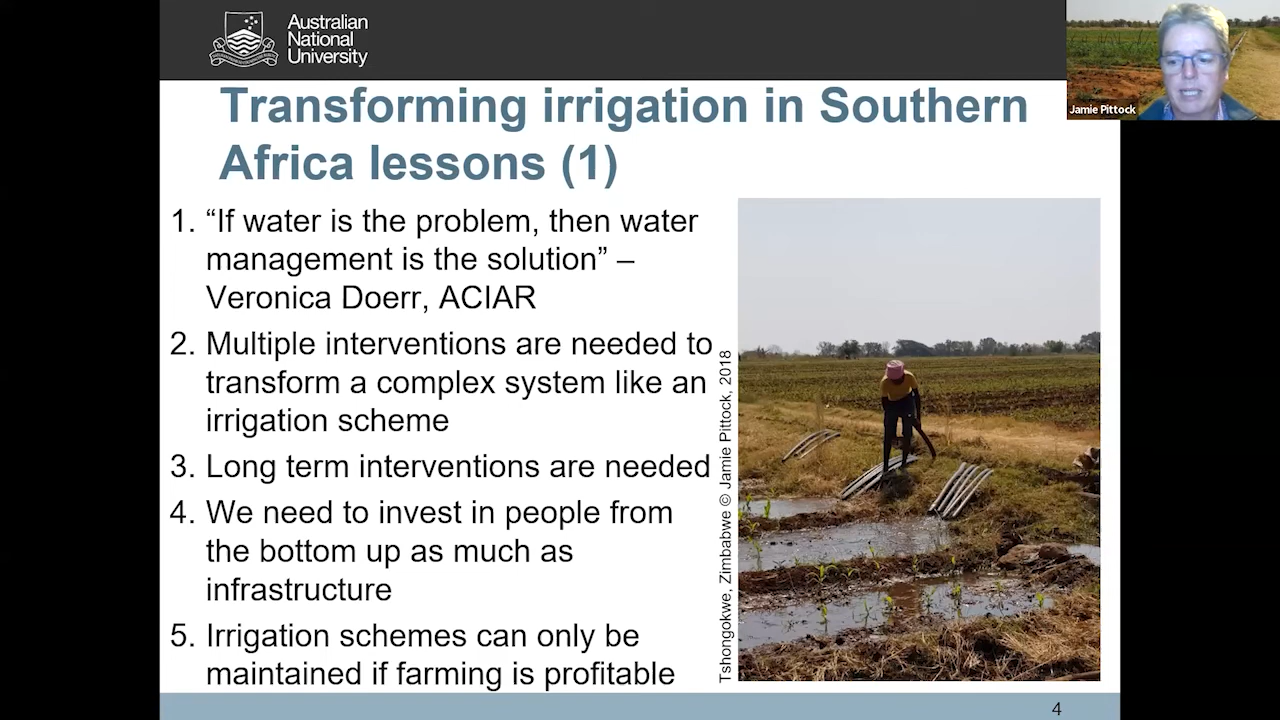 Australian
National
University
Jamie Pittock
Transforming irrigation in Southern
Africa lessons (1)
1. “If water is the problem, then water
management is the solution” –
Veronica Doerr, ACIAR
2. Multiple interventions are needed to
transform a complex system like an
irrigation scheme
3. Long term interventions are needed
4. We need to invest in people from
the bottom up as much as
infrastructure
5. Irrigation schemes can only be
maintained if farming is profitable
Tshongokwe, Zimbabwe © Jamie Pittock, 2018
4